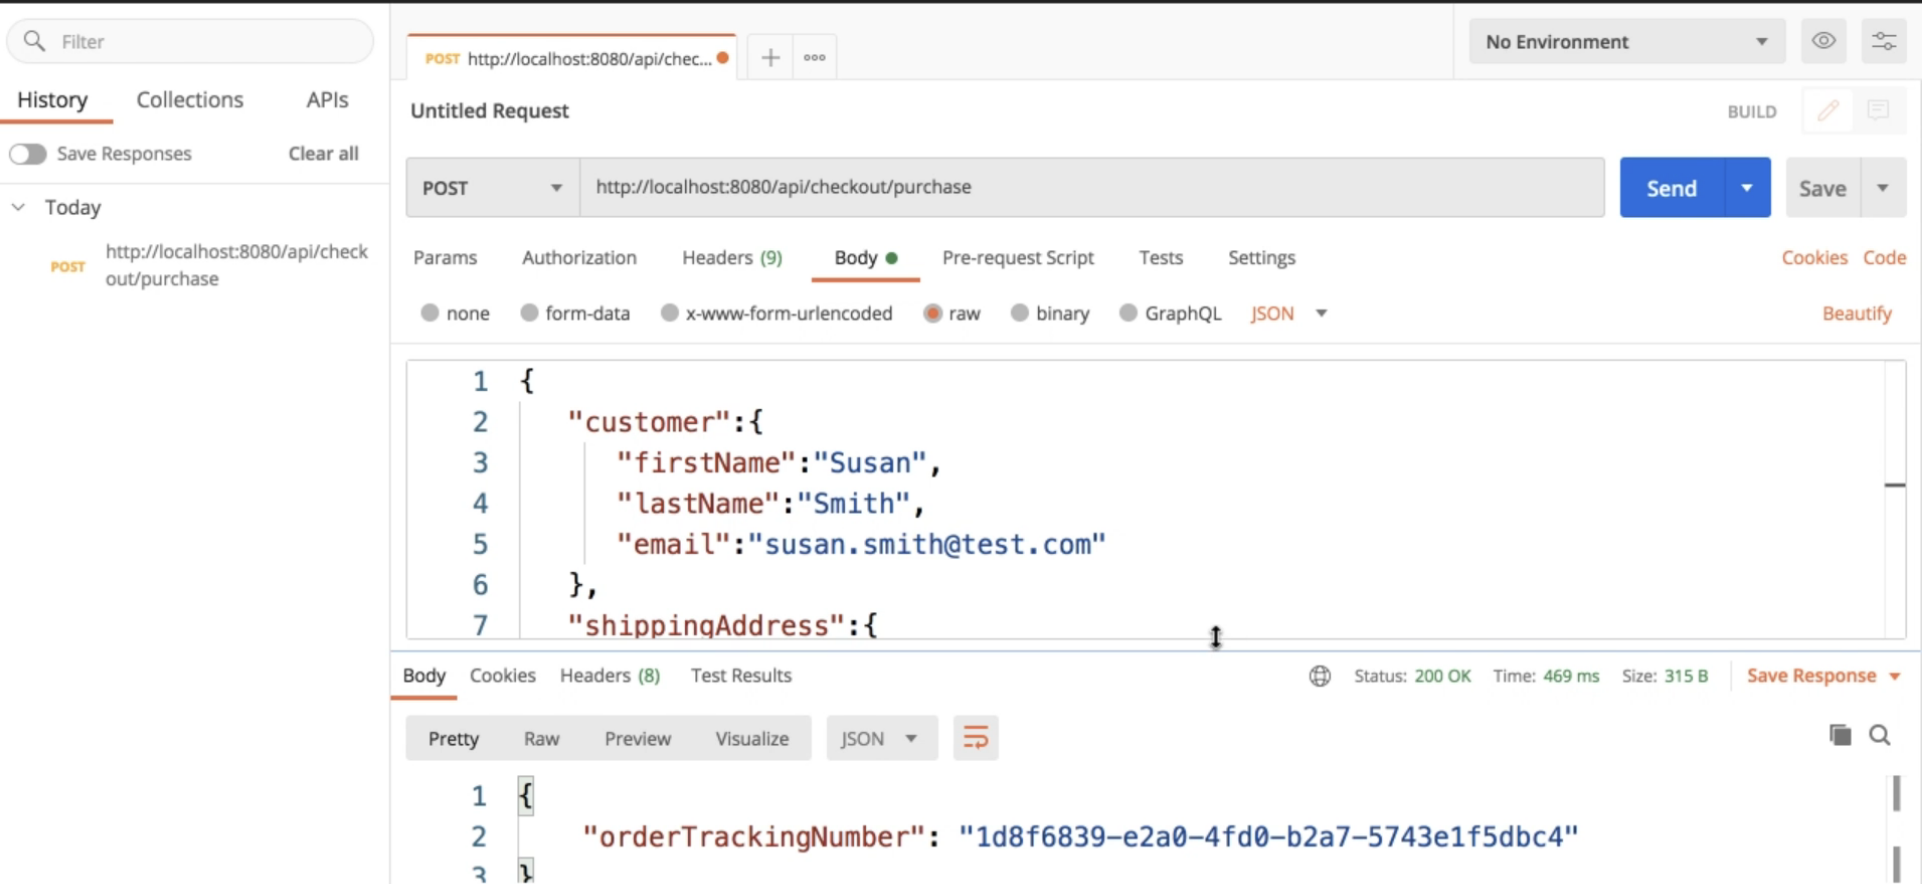 Filter
History Collections APIs
Save Responses Clear all
Today
POST http://localhost:8080/api/check
out/purchase
POST http://localhost:8080/api/chec...
No Environment
Untitled Request
BUILD
POST http://localhost:8080/api/checkout/purchase
Send Save
Params Authorization Headers (9) Body Pre-request Script Tests Settings Cookies Code
none form-data x-www-form-urlencoded raw binary GraphQL JSON Beautify
1 {
2 "customer":{
3 "firstName":"Susan",
4 "lastName":"Smith",
5 "email":"susan.smith@test.com"
6 },
7 "shippingAddress":{
Body Cookies Headers (8) Test Results Status: 200 OK Time: 469 ms Size: 315 B Save Response
Pretty Raw Preview Visualize JSON
1 {
2 "orderTrackingNumber": "1d8f6839-e2a0-4fd0-b2a7-5743e1f5dbc4"
3 }